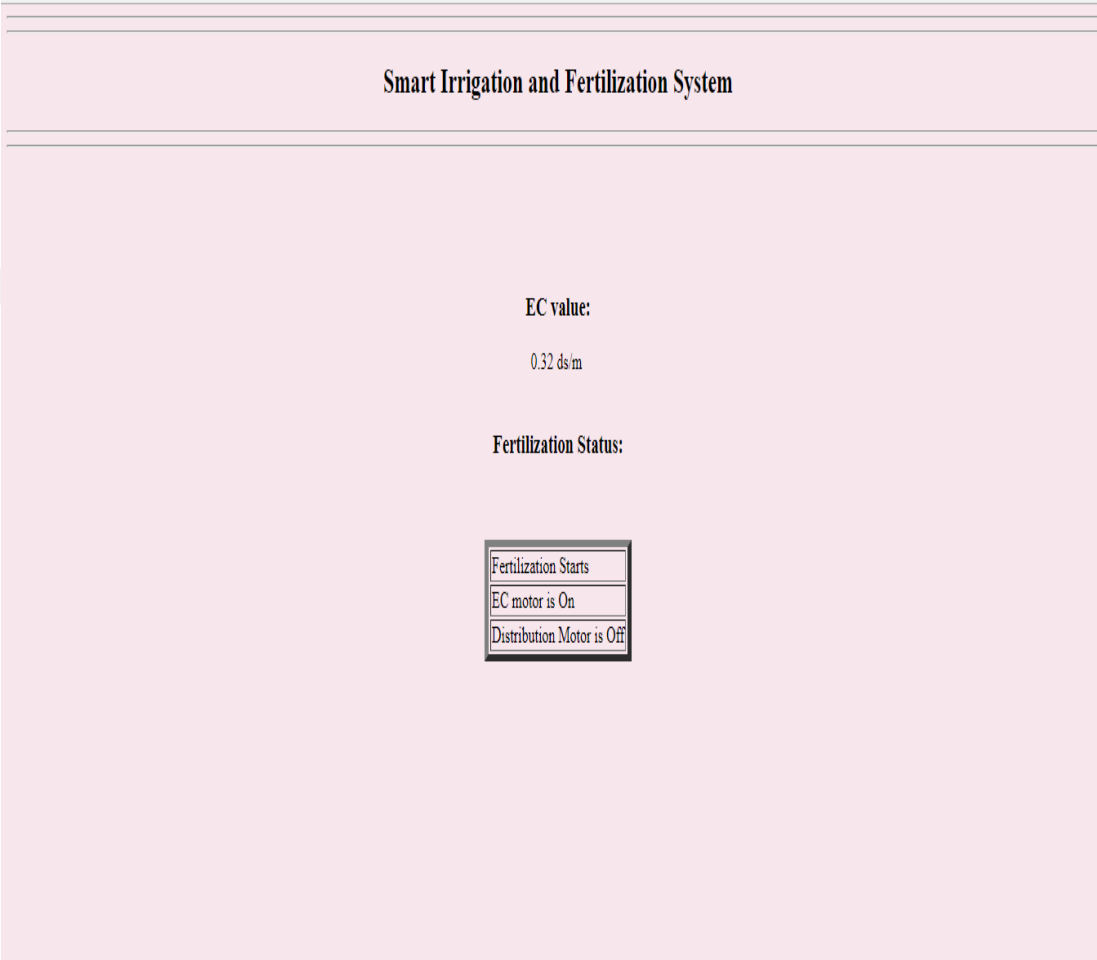 Smart Irrigation and Fertilization System
EC value:
0.32 ds/m
Fertilization Status:
Fertilization Starts
EC motor is On
Distribution Motor is Off